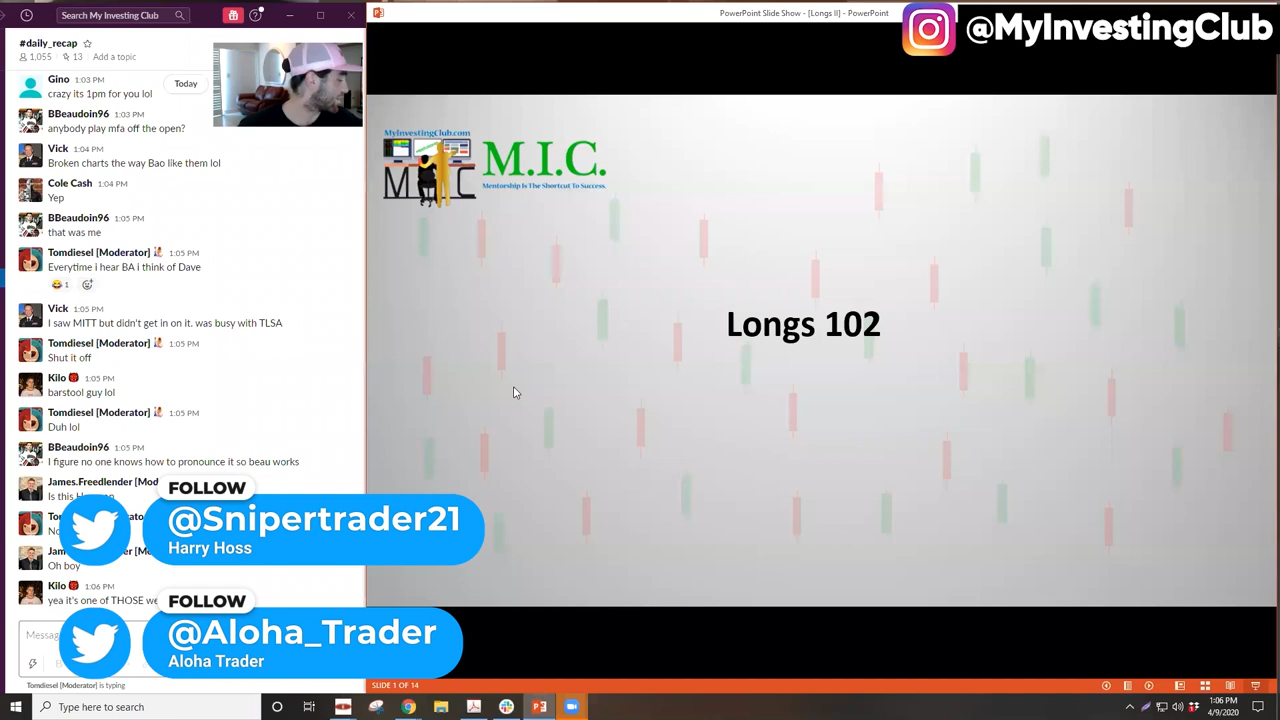 Search My Investing Club
#daily_recap
1,055 13 Add a topic
Today
Gino 1:03 PM
crazy its 1pm for you lol
BBeaudoin96 1:03 PM
anybody play mfa off the open?
Vick 1:04 PM
Broken charts the way Bao like them lol
Cole Cash 1:04 PM
Yep
BBeaudoin96 1:05 PM
that was me
Tomdiesel [Moderator] 1:05 PM
Everytime i hear BA i think of Dave
1
Vick 1:05 PM
I saw MITT but didn't get in on it. was busy with TLSA
Tomdiesel [Moderator] 1:05 PM
Shut it off
Kilo 1:05 PM
barstool guy lol
Tomdiesel [Moderator] 1:05 PM
Duh lol
BBeaudoin96 1:05 PM
I figure no one knows how to pronounce it so beau works
James.Freedlender [Mod
Is this
Oh boy
Kilo 1:06 PM
yea it's one of THOSE we
Tomdiesel [Moderator] is typing
FOLLOW
@Snipertrader21
Harry Hoss
FOLLOW
@Aloha_Trader
Aloha Trader
PowerPoint Slide Show - [Longs II] - PowerPoint
@MyInvestingClub
MyInvestingClub.com
MIC
M.I.C.
Mentorship Is The Shortcut To Success.
Longs 102
SLIDE 1 OF 14
Type here to search
1:06 PM
4/9/2020